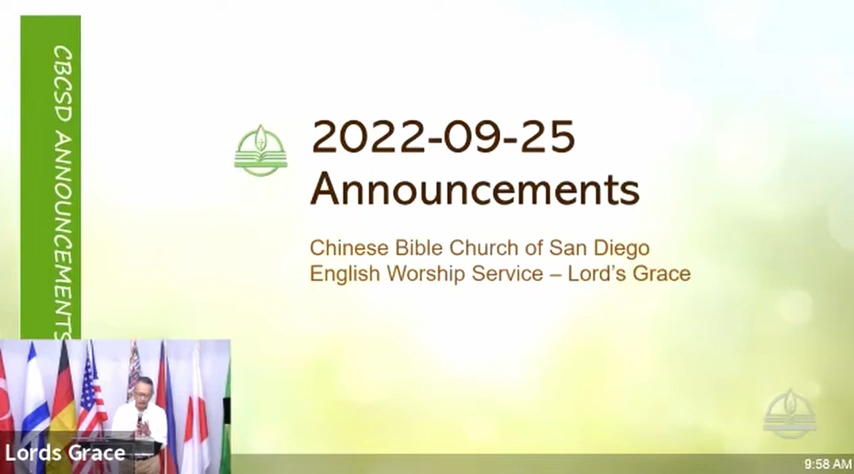 CBCSD ANNOUNCEMENTS
2022-09-25
Announcements
Chinese Bible Church of San Diego
English Worship Service – Lord's Grace
Lords Grace
9:58 AM